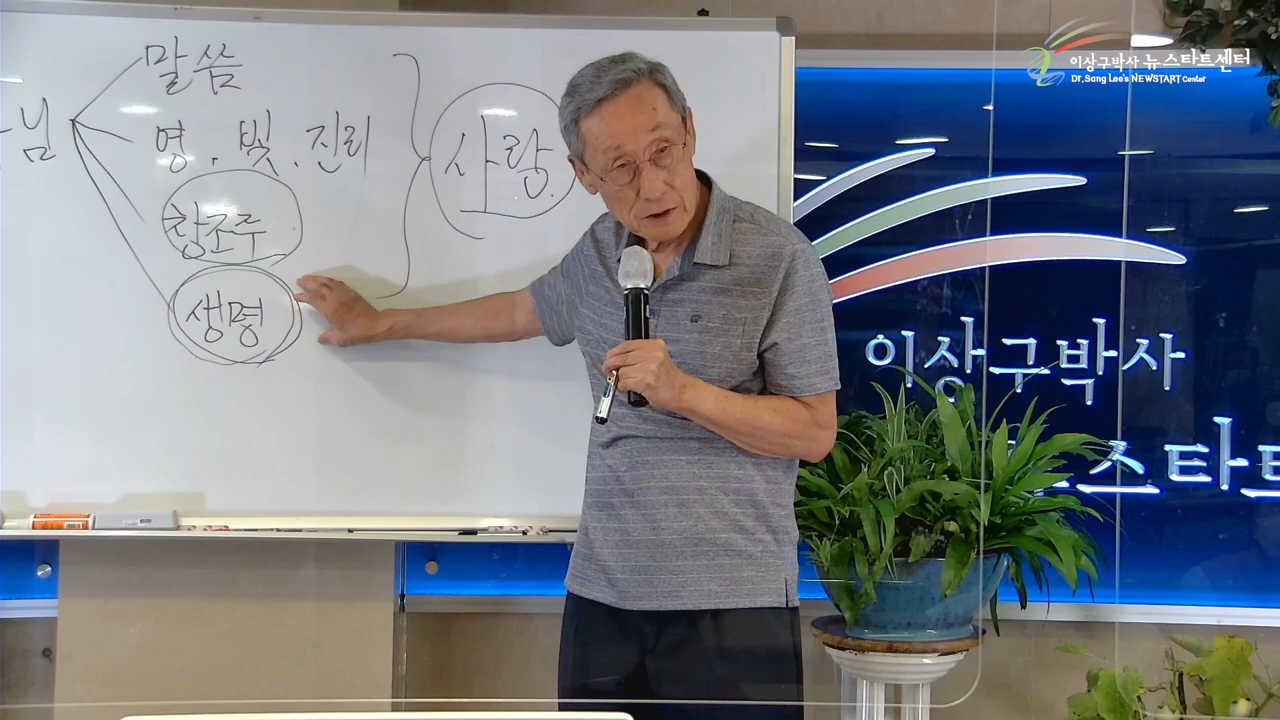 말씀
님
영. 빛. 진리
사랑.
창조주
생명
이상구박사 뉴스타트센터
Dr. Sang Lee's NEWSTART Center
이상구박사
스타트